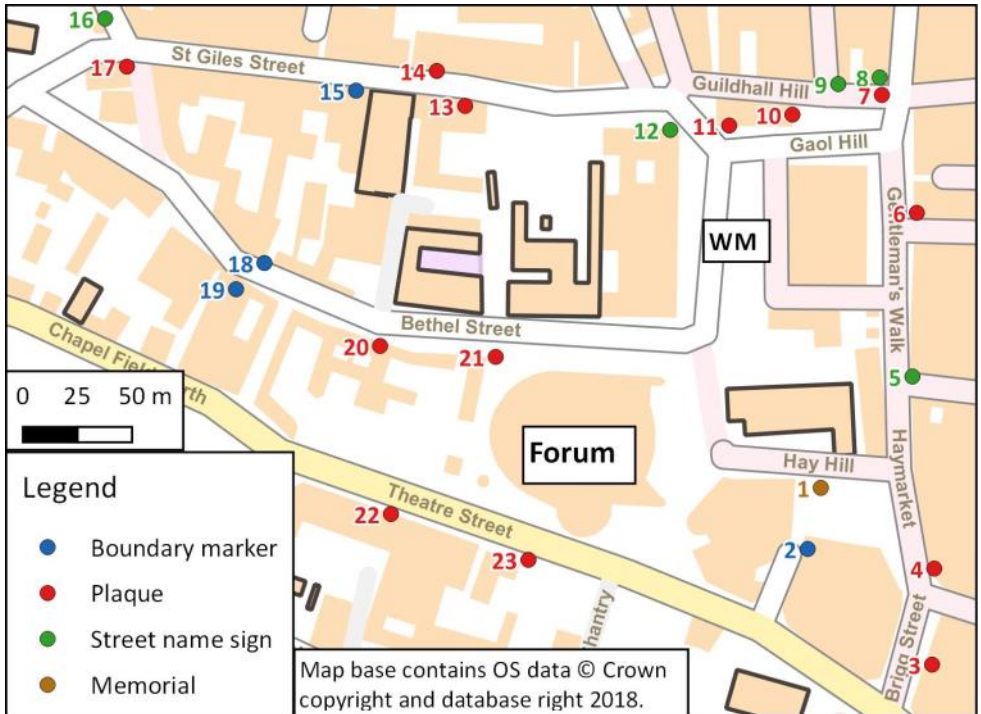 16
17
St Giles Street
14
15
13
Guildhall Hill
9
8
7
10
11
12
Gaol Hill
6
Gentleman's Walk
WM
18
19
Bethel Street
20
21
5
Chapel Field North
0 25 50 m
Forum
Hay Hill
Haymarket
1
2
Theatre Street
22
23
4
Brigg Street
3
hantry
Legend
Boundary marker
Plaque
Street name sign
Memorial
Map base contains OS data © Crown
copyright and database right 2018.